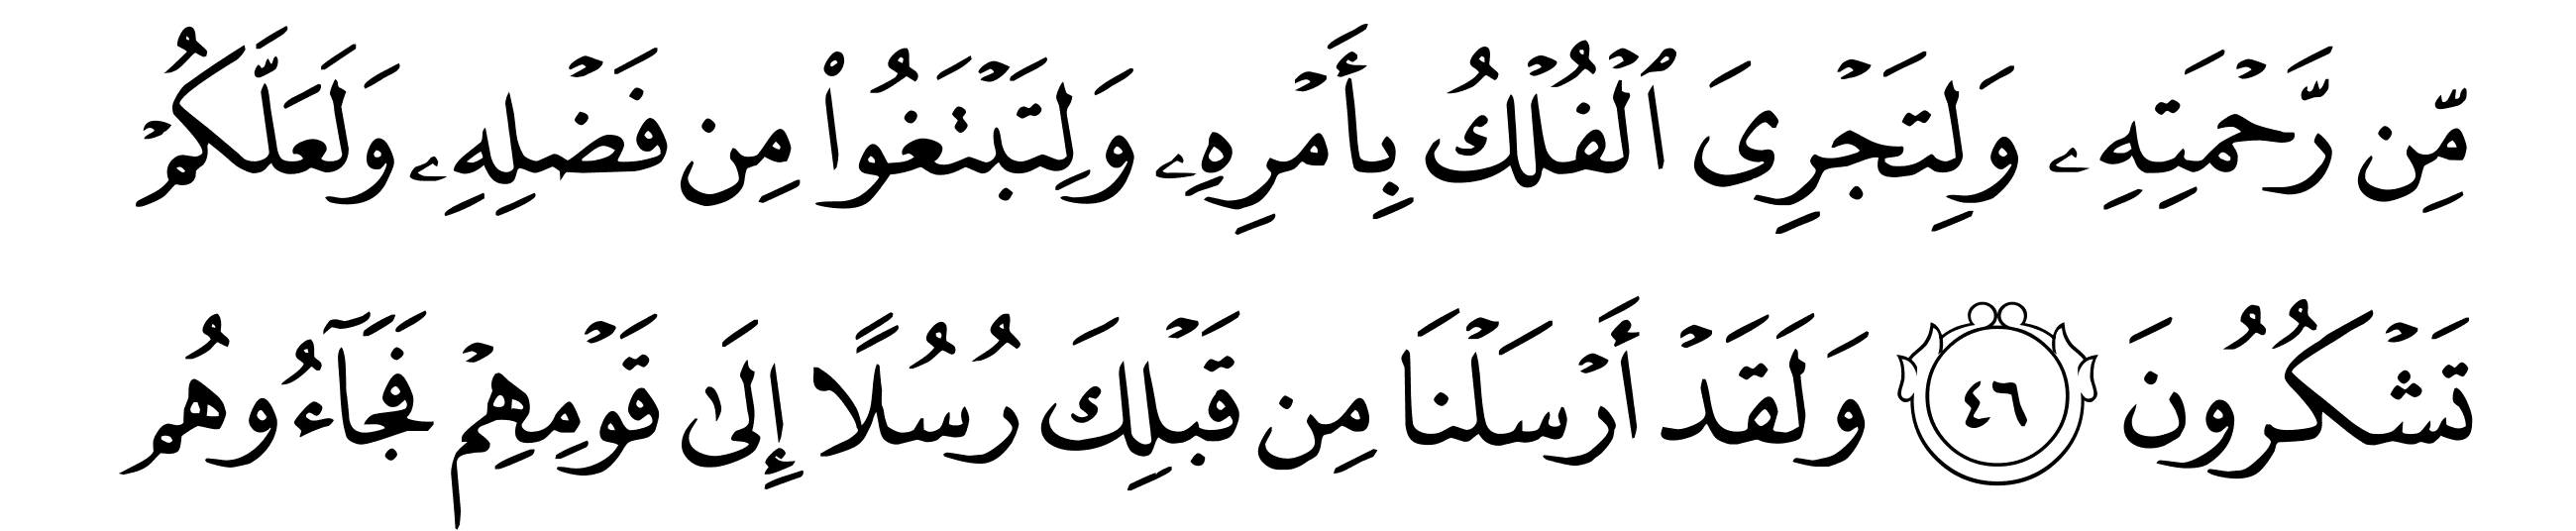 مِّن رَّحْمَتِهِۦ وَلِتَجْرِىَ ٱلْفُلْكُ بِأَمْرِهِۦ وَلِتَبْتَغُوا۟ مِن فَضْلِهِۦ وَلَعَلَّكُمْ
تَشْكُرُونَ ٤٦ وَلَقَدْ أَرْسَلْنَا مِن قَبْلِكَ رُسُلًا إِلَىٰ قَوْمِهِمْ فَجَآءُوهُم